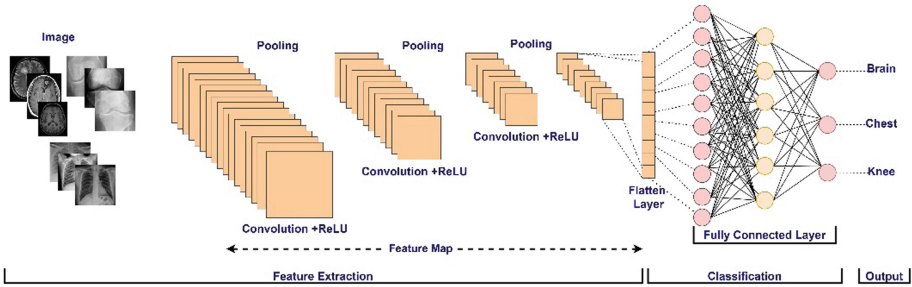 Image
Pooling
Pooling
Pooling
Convolution +ReLU
Convolution +ReLU
Convolution +ReLU
Flatten
Layer
Brain
Chest
Knee
Fully Connected Layer
Feature Map
Feature Extraction
Classification
Output